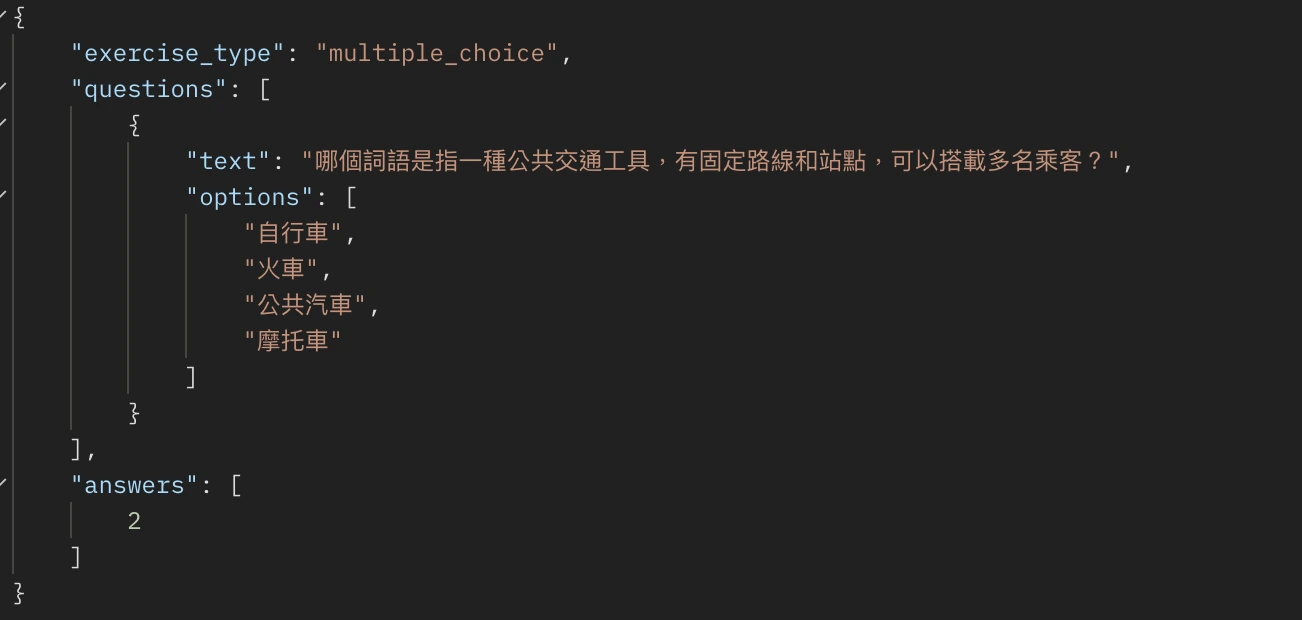 {
"exercise_type": "multiple_choice",
"questions": [
{
"text": "哪個詞語是指一種公共交通工具，有固定路線和站點，可以搭載多名乘客？",
"options": [
"自行車",
"火車",
"公共汽車",
"摩托車"
]
}
],
"answers": [
2
]
}